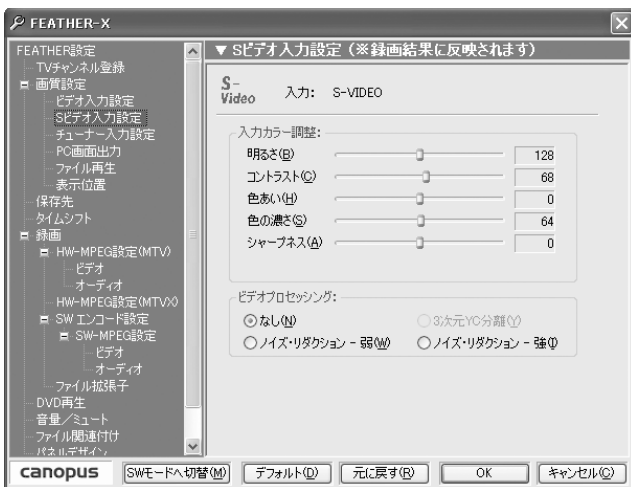 FEATHER-X
FEATHER設定
TVチャンネル登録
画質設定
ビデオ入力設定
Sビデオ入力設定
チューナー入力設定
PC画面出力
ファイル再生
表示位置
保存先
タイムシフト
録画
HW-MPEG設定(MTV)
ビデオ
オーディオ
HW-MPEG設定(MTVX)
SW エンコード設定
SW-MPEG設定
ビデオ
オーディオ
ファイル拡張子
DVD再生
音量/ミュート
ファイル関連付け
パネルデザイン
▼ Sビデオ入力設定 (※録画結果に反映されます)
S-Video 入力: S-VIDEO
入力カラー調整:
明るさ(B) 128
コントラスト(C) 68
色あい(H) 0
色の濃さ(S) 64
シャープネス(A) 0
ビデオプロセッシング:
なし(N) 3次元YC分離(Y)
ノイズ・リダクション - 弱(W) ノイズ・リダクション - 強(I)
canopus SWモードへ切替(M) デフォルト(D) 元に戻す(R) OK キャンセル(C)